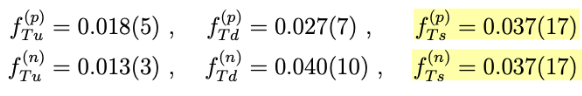 f_{Tu}^{(p)} = 0.018(5) , f_{Td}^{(p)} = 0.027(7) , f_{Ts}^{(p)} = 0.037(17)
f_{Tu}^{(n)} = 0.013(3) , f_{Td}^{(n)} = 0.040(10) , f_{Ts}^{(n)} = 0.037(17)